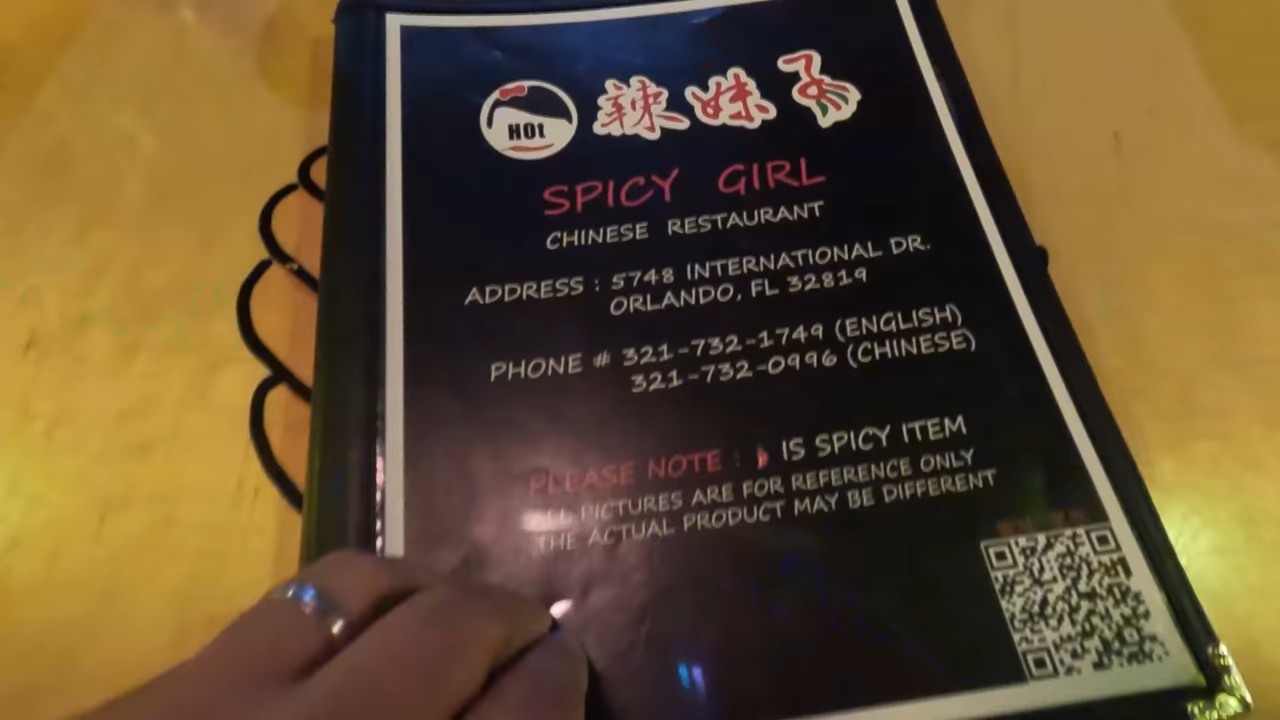 HOt
辣妹子
SPICY GIRL
CHINESE RESTAURANT
ADDRESS : 5748 INTERNATIONAL DR.
ORLANDO, FL 32819
PHONE # 321-732-1749 (ENGLISH)
321-732-0996 (CHINESE)
PLEASE NOTE : IS SPICY ITEM
ALL PICTURES ARE FOR REFERENCE ONLY
THE ACTUAL PRODUCT MAY BE DIFFERENT